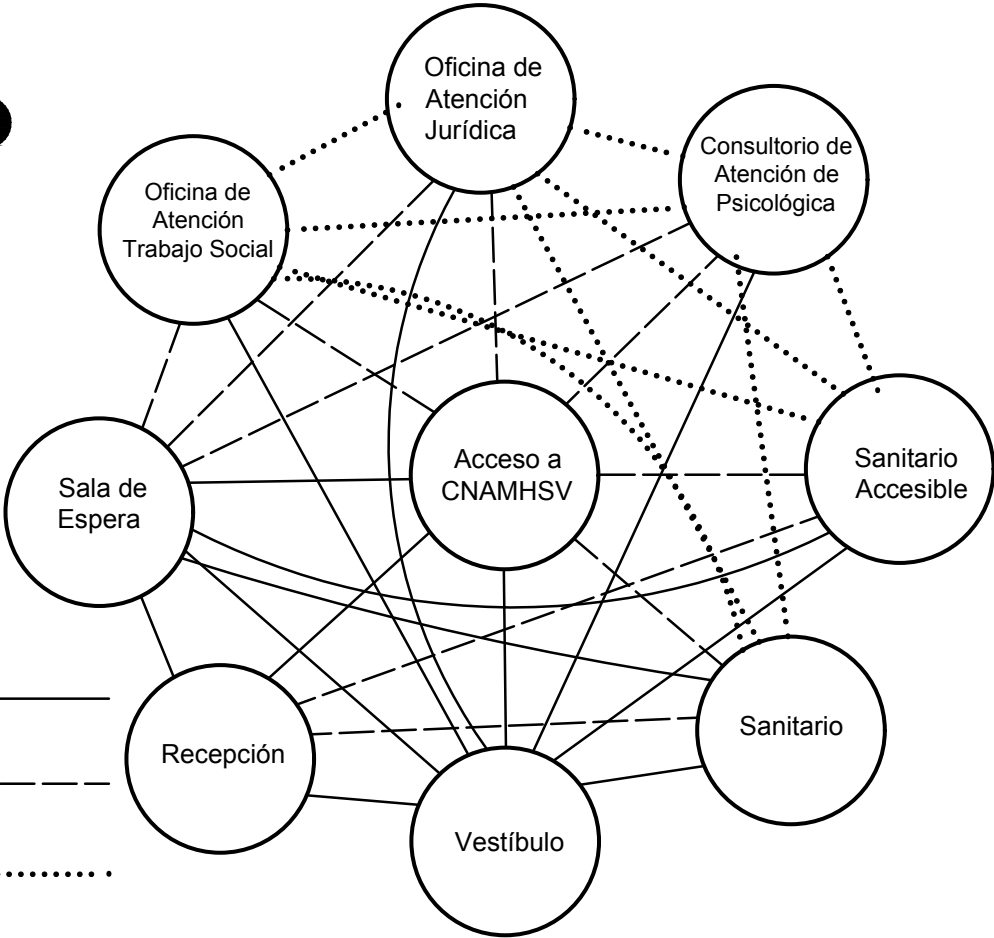 Oficina de
Atención
Jurídica
Consultorio de
Atención de
Psicológica
Oficina de
Atención
Trabajo Social
Acceso a
CNAMHSV
Sanitario
Accesible
Sala de
Espera
Sanitario
Recepción
Vestíbulo